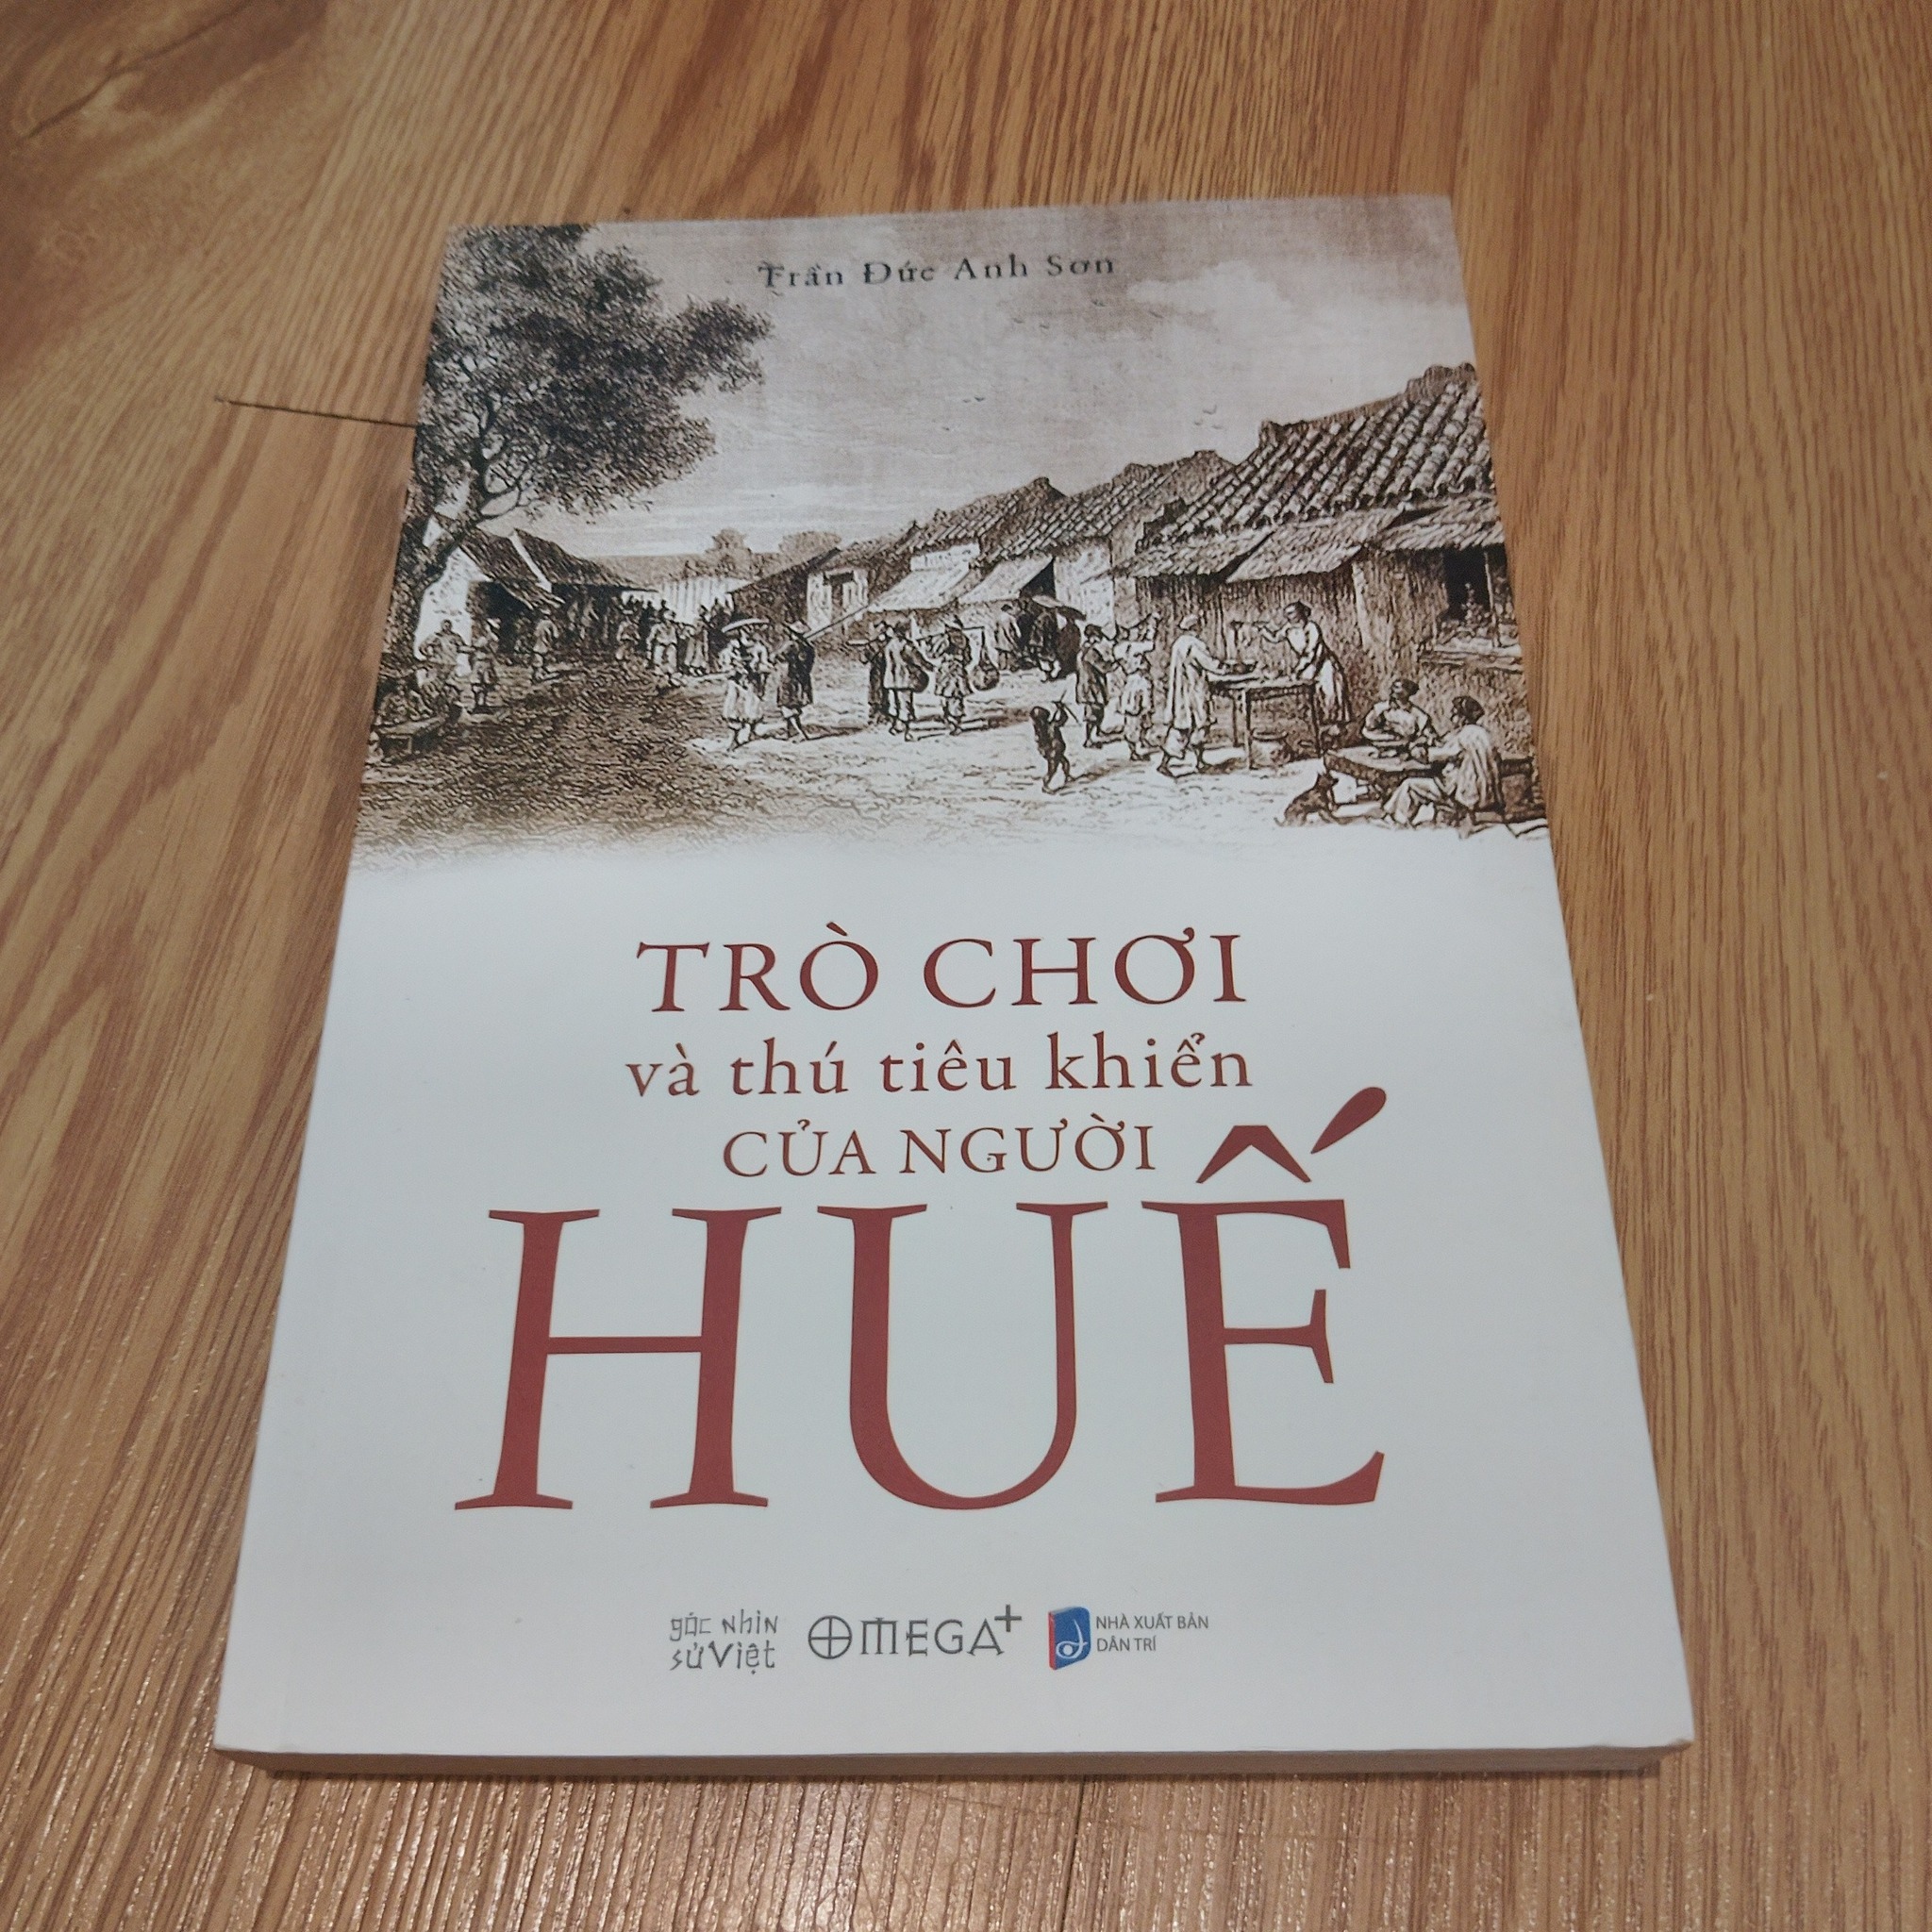 Trần Đức Anh Sơn
TRÒ CHƠI
và thú tiêu khiển
CỦA NGƯỜI
HUẾ
góc nhìn
sử Việt
OMEGA+
NHÀ XUẤT BẢN
DÂN TRÍ